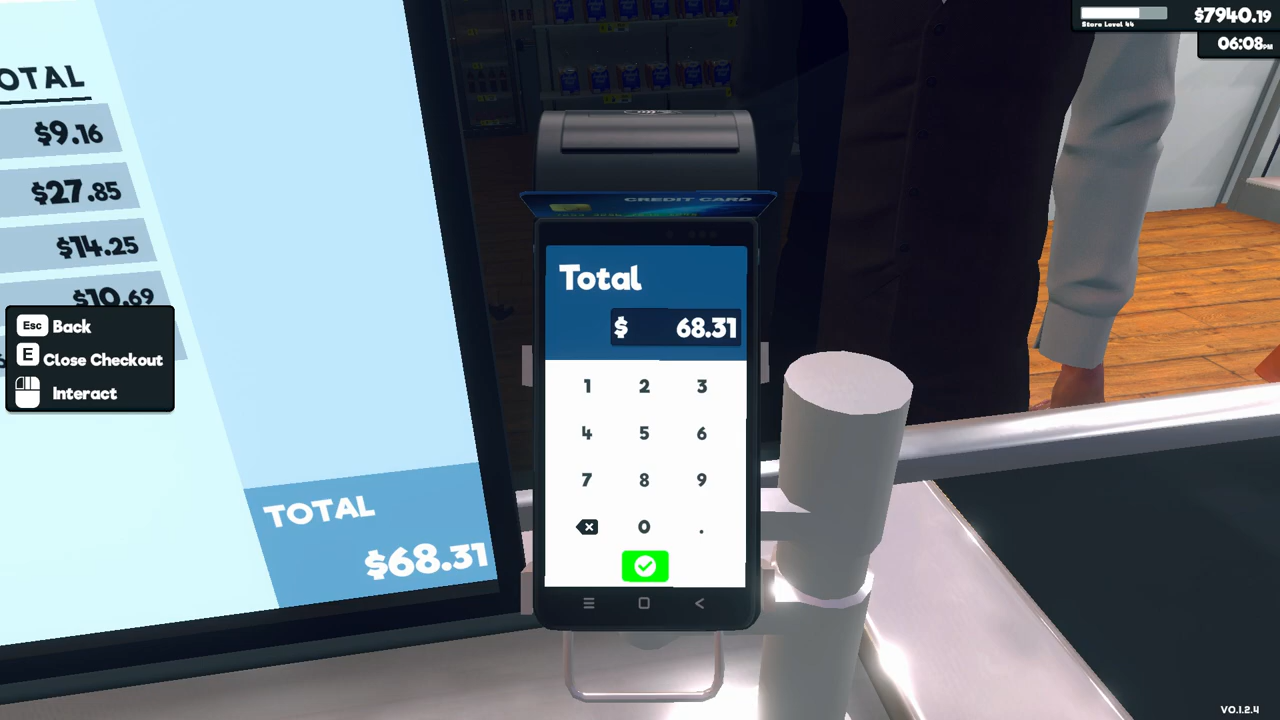 $7940.19
Store Level 44
06:08PM
OTAL
$9.16
$27.85
$14.25
$10.69
Esc Back
E Close Checkout
Interact
TOTAL
$68.31
CREDIT CARD
Total
$ 68.31
1 2 3
4 5 6
7 8 9
0 .
V0.1.2.4